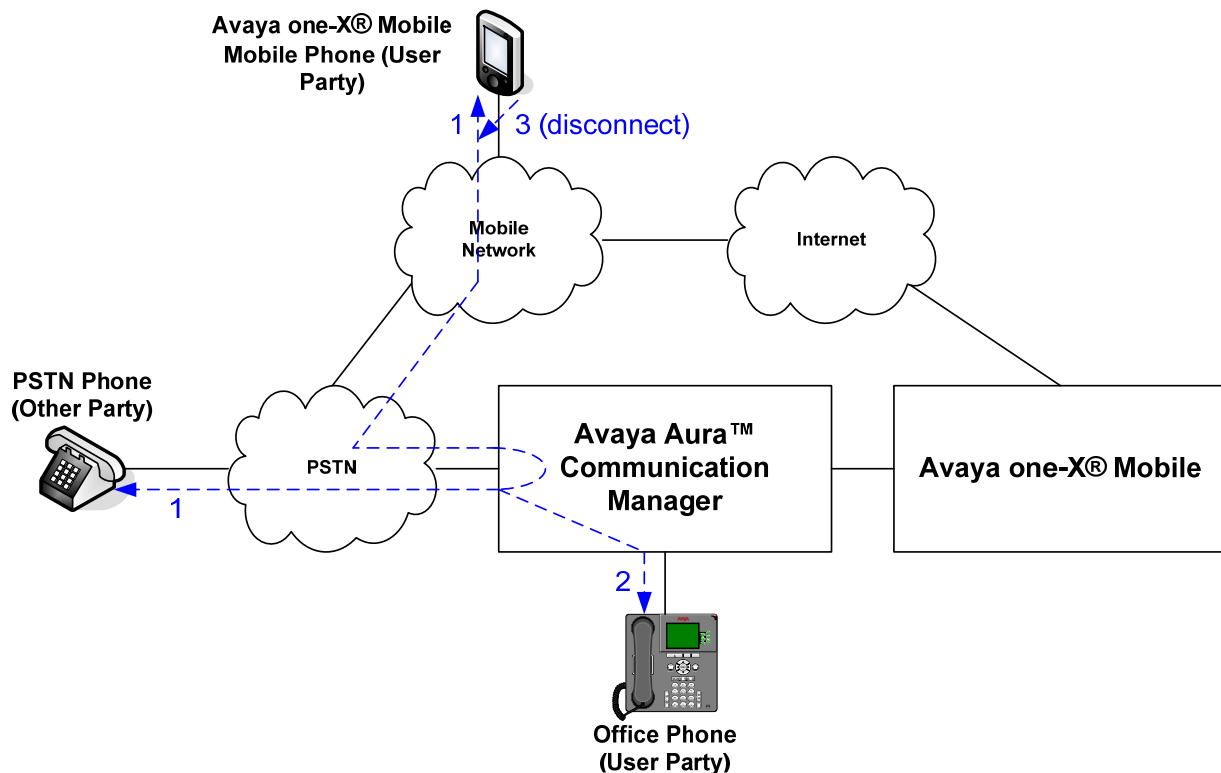 Avaya one-X® Mobile
Mobile Phone (User
Party)
1
3 (disconnect)
Mobile
Network
Internet
PSTN Phone
(Other Party)
PSTN
Avaya Aura™
Communication
Manager
Avaya one-X® Mobile
1
2
AVAYA
Office Phone
(User Party)